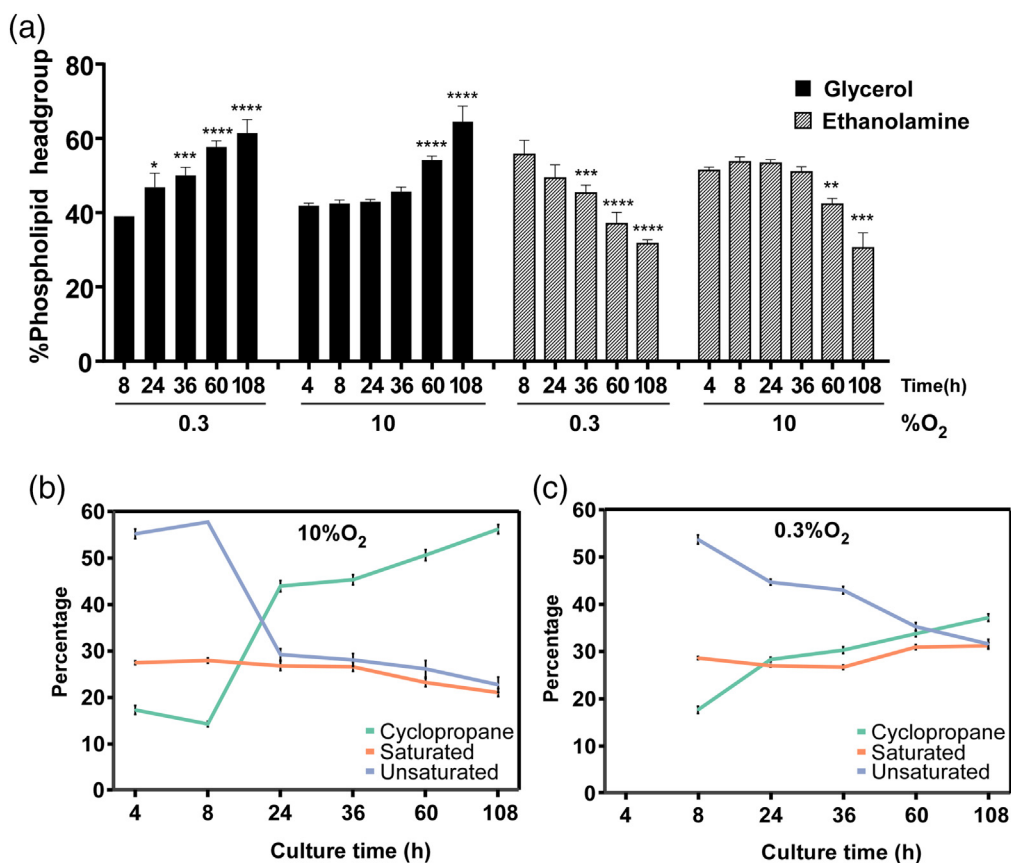 (a)
%Phospholipid headgroup
80
60
40
20
0
Glycerol
Ethanolamine
* *** **** ****
**** ****
*** **** ****
** ***
8 24 36 60 108 4 8 24 36 60 108 8 24 36 60 108 4 8 24 36 60 108 Time(h)
0.3 10 0.3 10 %O2
(b)
10%O2
Percentage
60
50
40
30
20
10
0
Cyclopropane
Saturated
Unsaturated
4 8 24 36 60 108
Culture time (h)
(c)
0.3%O2
Percentage
60
50
40
30
20
10
0
Cyclopropane
Saturated
Unsaturated
4 8 24 36 60 108
Culture time (h)